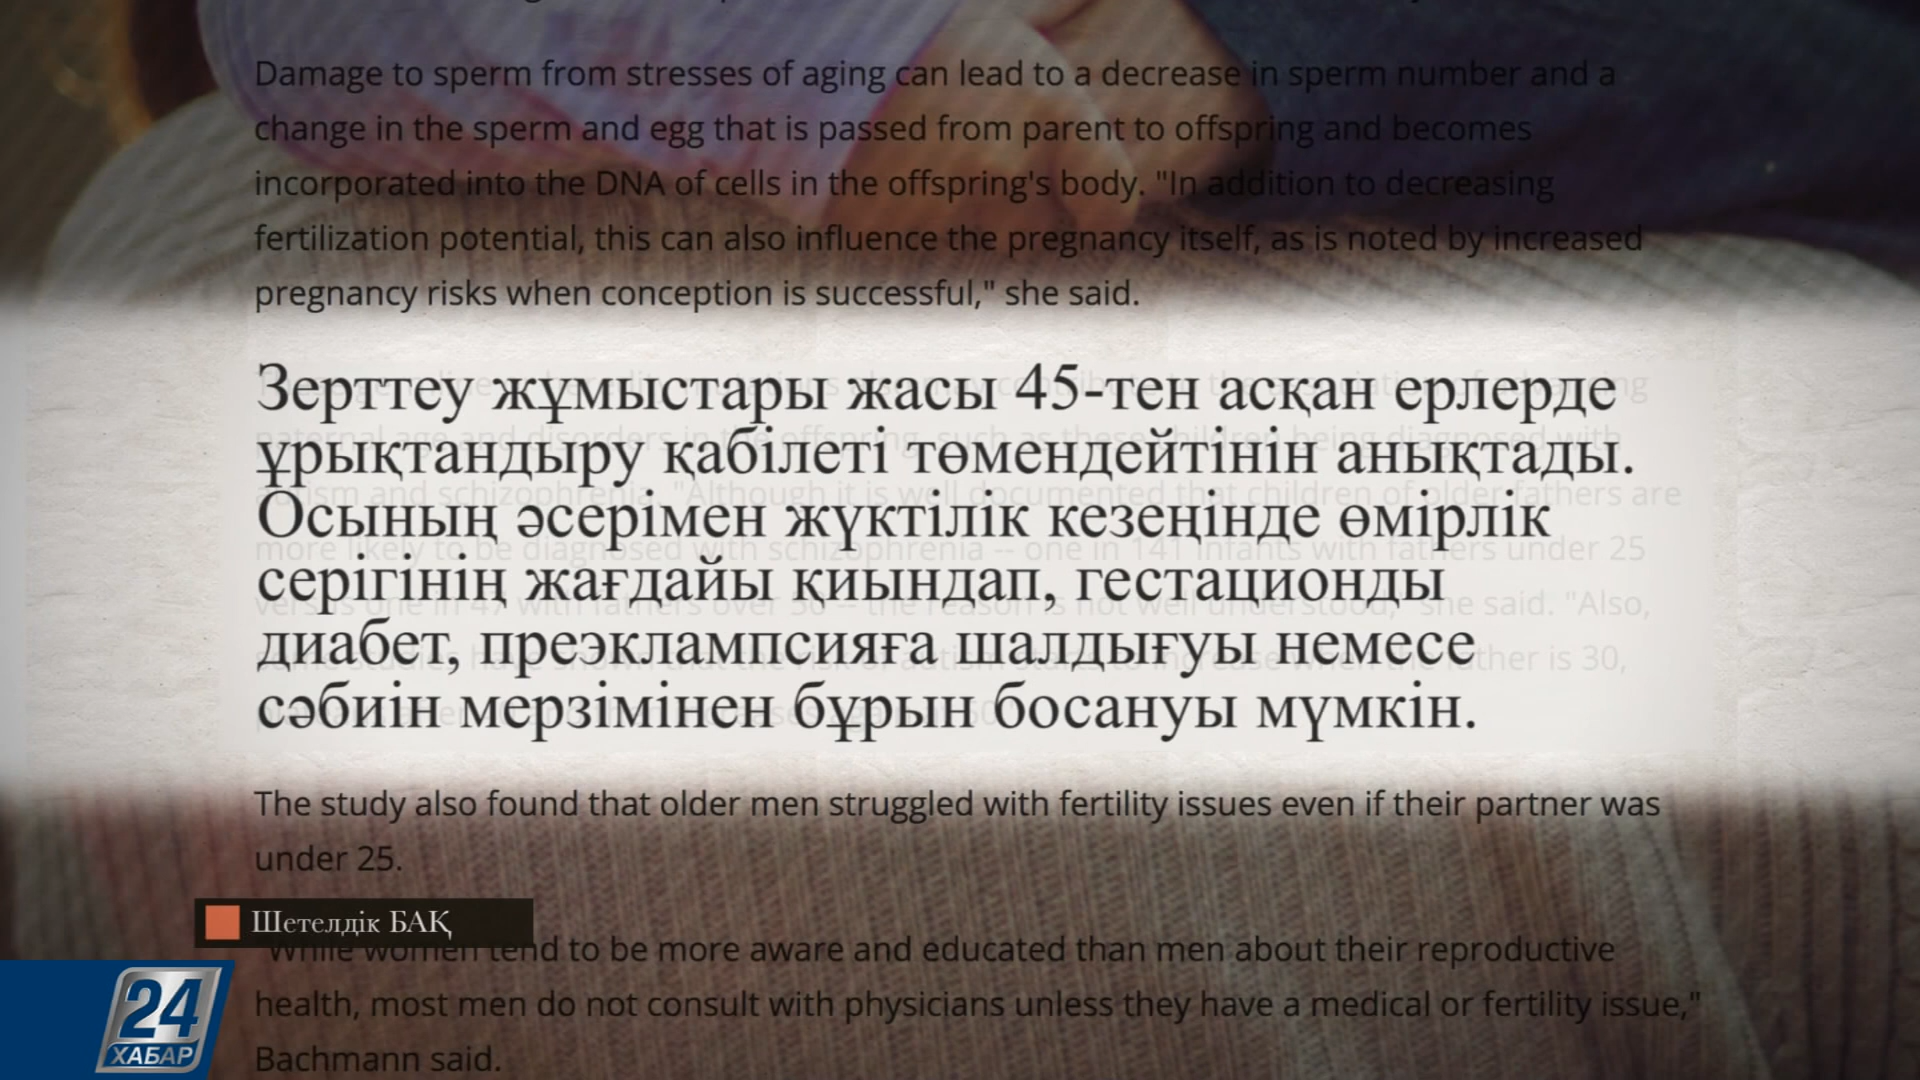 Damage to sperm from stresses of aging can lead to a decrease in sperm number and a
change in the sperm and egg that is passed from parent to offspring and becomes
incorporated into the DNA of cells in the offspring's body. "In addition to decreasing
fertilization potential, this can also influence the pregnancy itself, as is noted by increased
pregnancy risks when conception is successful," she said.
Зерттеу жұмыстары жасы 45-тен асқан ерлерде
ұрықтандыру қабілеті төмендейтінін анықтады.
Осының әсерімен жүктілік кезеңінде өмірлік
серігінің жағдайы қиындап, гестационды
диабет, преэклампсияға шалдығуы немесе
сәбиін мерзімінен бұрын босануы мүмкін.
The study also found that older men struggled with fertility issues even if their partner was
under 25.
Шетелдік БАҚ
"While women tend to be more aware and educated than men about their reproductive
health, most men do not consult with physicians unless they have a medical or fertility issue,"
Bachmann said.
24
ХАБАР